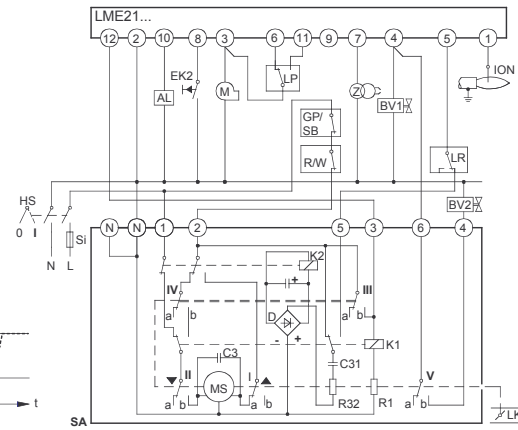 LME21...
12 2 10 8 3 6 11 9 7 4 5 1
EK2 LP ION
AL M Z BV1
GP/
SB
R/W LR
HS BV2
0 I Si
N L
N N 1 2 5 3 6 4
K2
IV + III
a b a b
D
- + K1
C3 C31
II MS I V
a b a b R32 R1 a b
SA LK
t